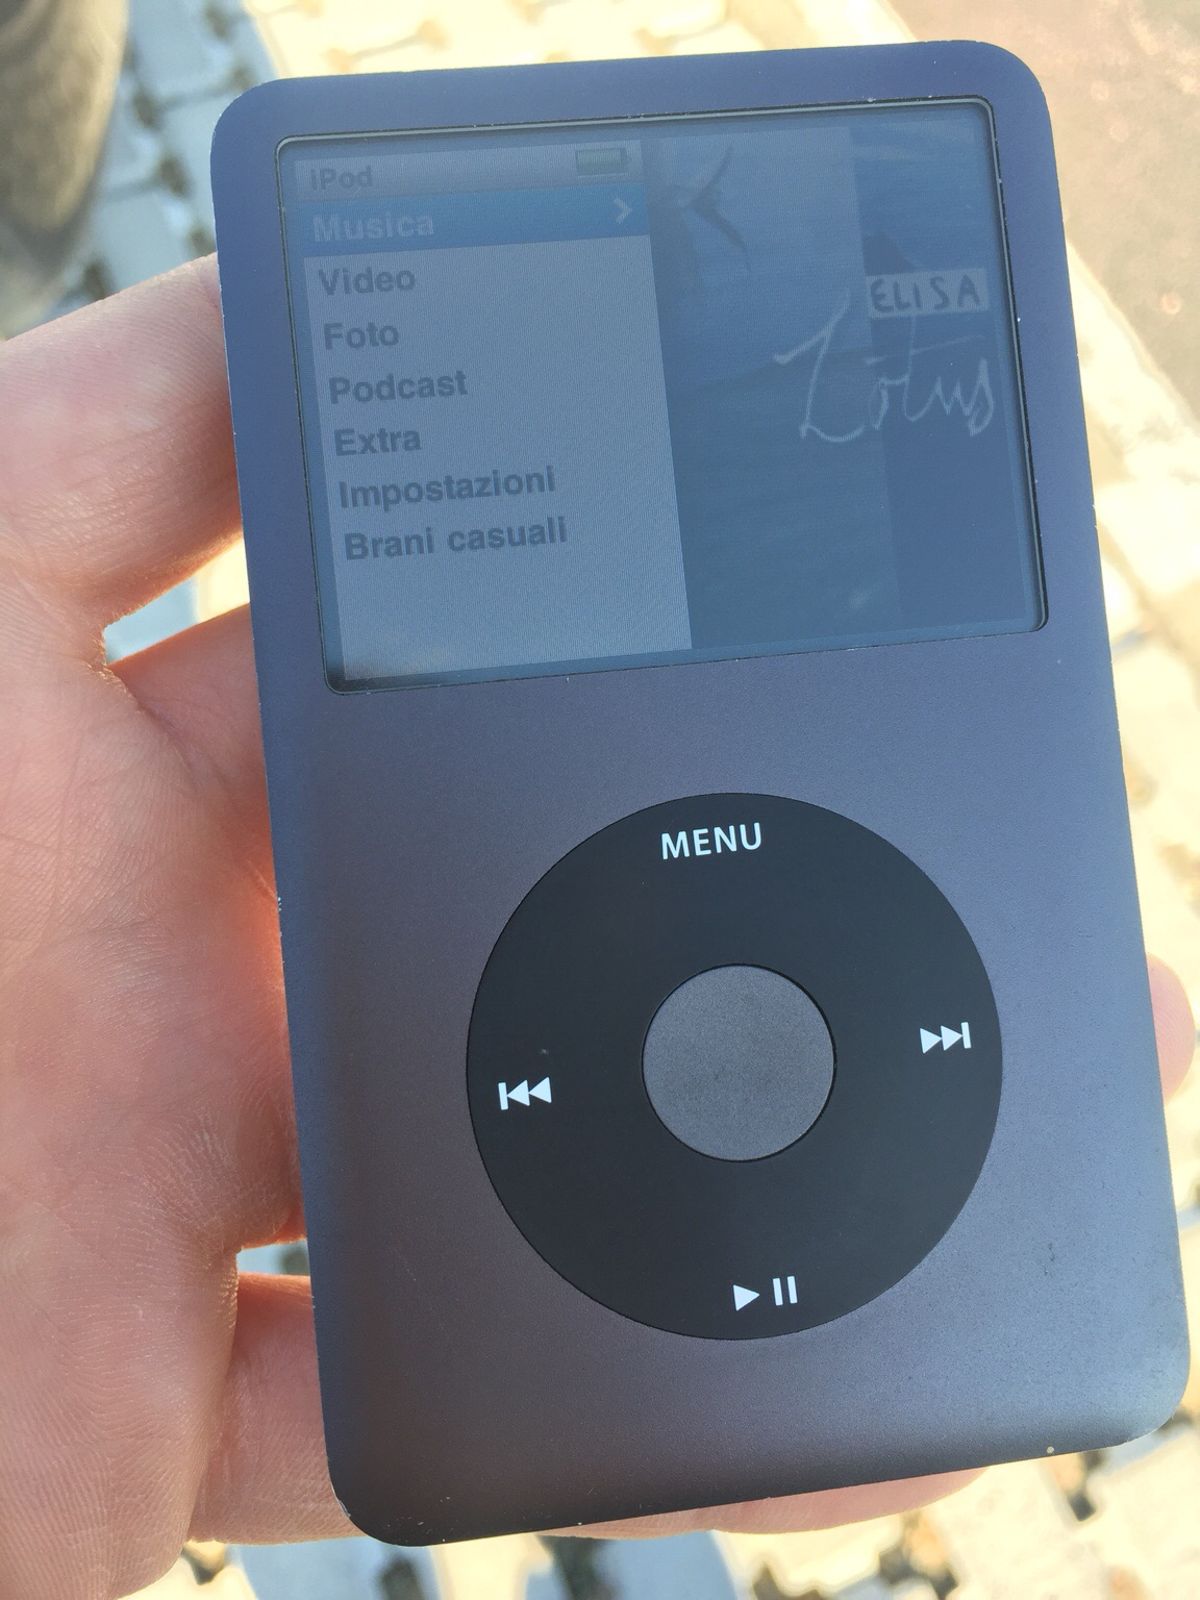 iPod
Musica
Video
Foto
Podcast
Extra
Impostazioni
Brani casuali
ELISA
Lotus
MENU